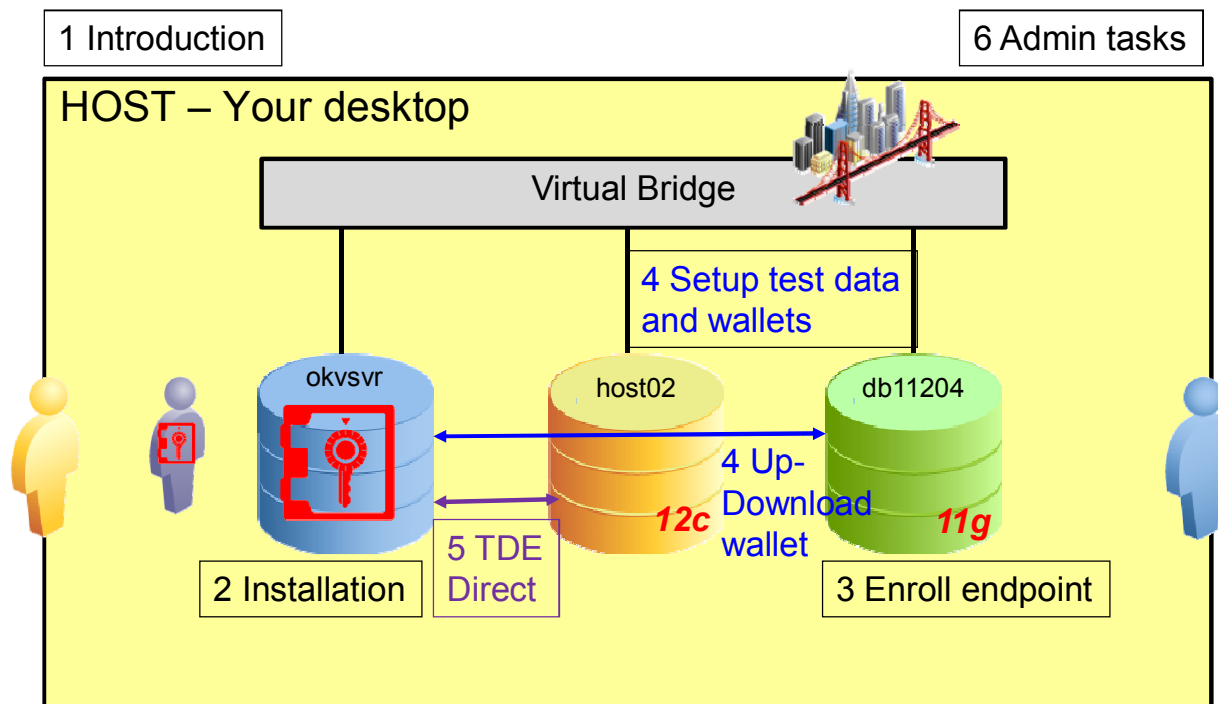 1 Introduction
6 Admin tasks
HOST – Your desktop
Virtual Bridge
4 Setup test data
and wallets
okvsvr
host02
db11204
4 Up-
Download
wallet
12c
11g
5 TDE
Direct
2 Installation
3 Enroll endpoint